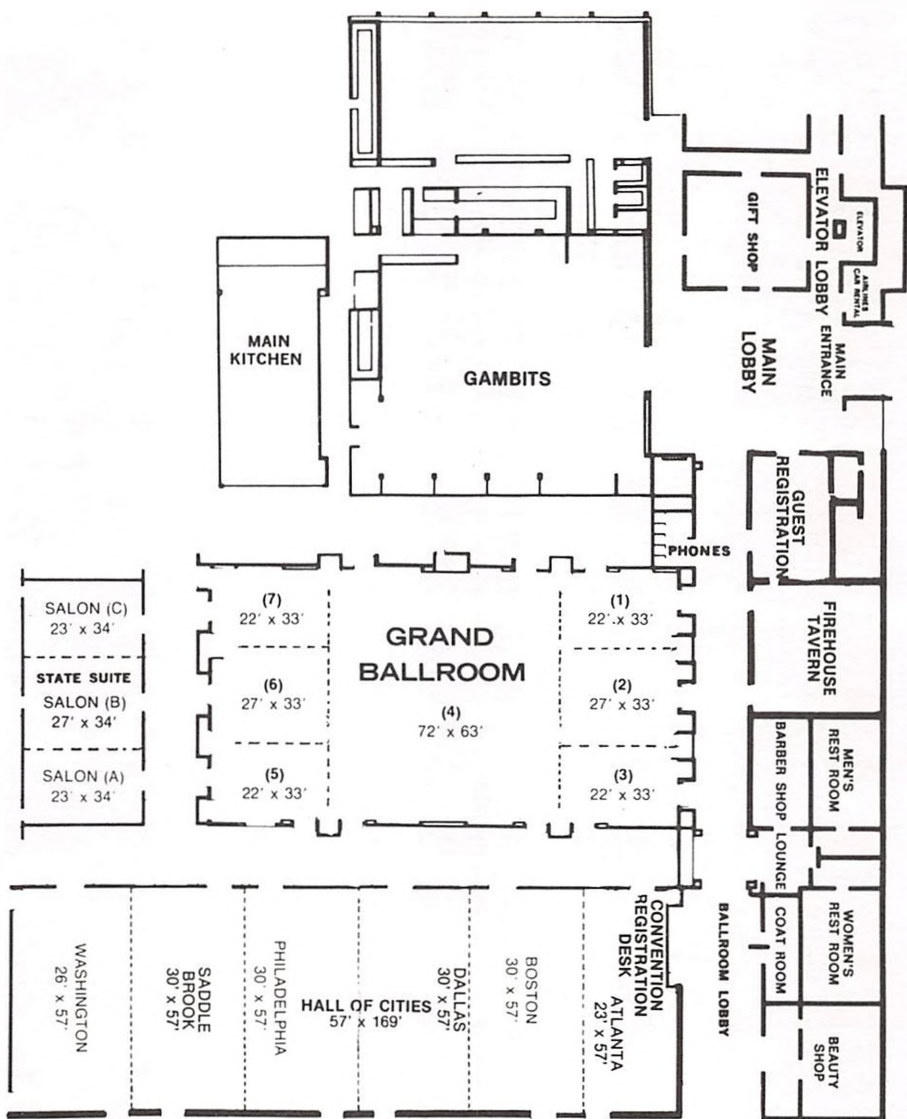 ELEVATOR LOBBY
ELEVATOR
AIRLINES
CAR RENTAL
GIFT SHOP
MAIN
ENTRANCE
MAIN
LOBBY
MAIN
KITCHEN
GAMBITS
GUEST
REGISTRATION
PHONES
SALON (C)
23' x 34'
STATE SUITE
SALON (B)
27' x 34'
SALON (A)
23' x 34'
(7)
22' x 33'
(6)
27' x 33'
(5)
22' x 33'
GRAND
BALLROOM
(4)
72' x 63'
(1)
22' x 33'
(2)
27' x 33'
(3)
22' x 33'
FIREHOUSE
TAVERN
BARBER SHOP
MEN'S
REST ROOM
LOUNGE
COAT ROOM
WOMEN'S
REST ROOM
BEAUTY
SHOP
BALLROOM LOBBY
CONVENTION
REGISTRATION
DESK
WASHINGTON
26' x 57'
SADDLE
BROOK
30' x 57'
PHILADELPHIA
30' x 57'
HALL OF CITIES
57' x 169'
DALLAS
30' x 57'
BOSTON
30' x 57'
ATLANTA
23' x 57'